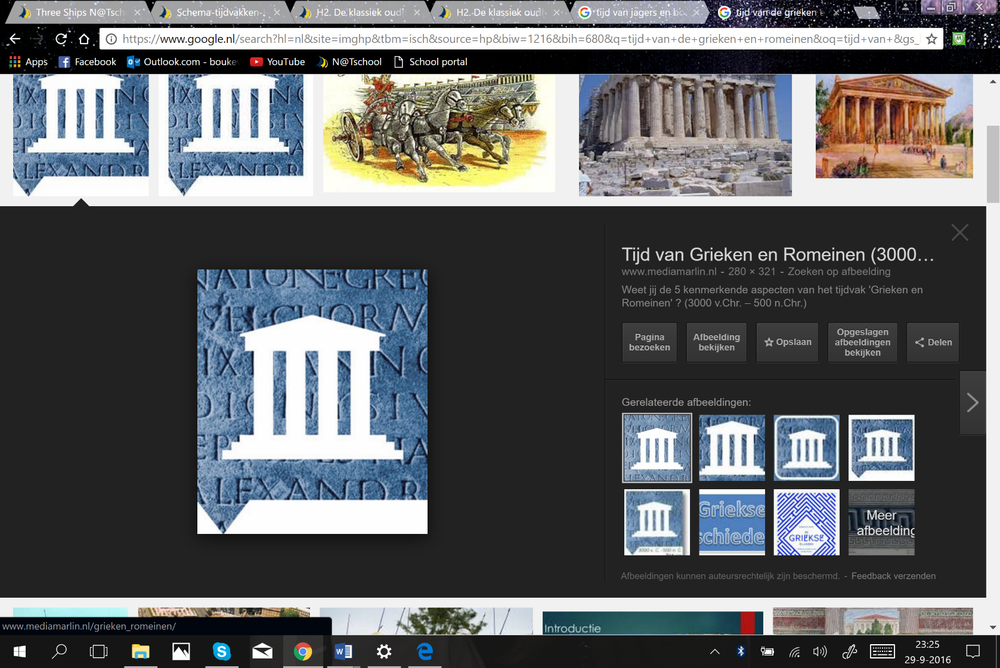 Three Ships N@Tsch
Schema-tijdvakken-
H2. De klassiek oud
H2. De klassiek oud
tijd van jagers en bo
tijd van de grieken e
https://www.google.nl/search?hl=nl&site=imghp&tbm=isch&source=hp&biw=1216&bih=680&q=tijd+van+de+grieken+en+romeinen&oq=tijd+van+&gs_l
Apps
Facebook
Outlook.com - bouke
YouTube
N@Tschool
School portal
Tijd van Grieken en Romeinen (3000...
www.mediamarlin.nl - 280 × 321 - Zoeken op afbeelding
Weet jij de 5 kenmerkende aspecten van het tijdvak 'Grieken en
Romeinen' ? (3000 v.Chr. – 500 n.Chr.)
Pagina
bezoeken
Afbeelding
bekijken
Opslaan
Opgeslagen
afbeeldingen
bekijken
Delen
NATONEGREC
SELCHORM
ALEXANDR
Gerelateerde afbeeldingen:
Griekse
schiede
GRIEKSE
Meer
afbeelding
Afbeeldingen kunnen auteursrechtelijk zijn beschermd. - Feedback verzenden
Introductie
www.mediamarlin.nl/grieken_romeinen/
23:25
29-9-2016